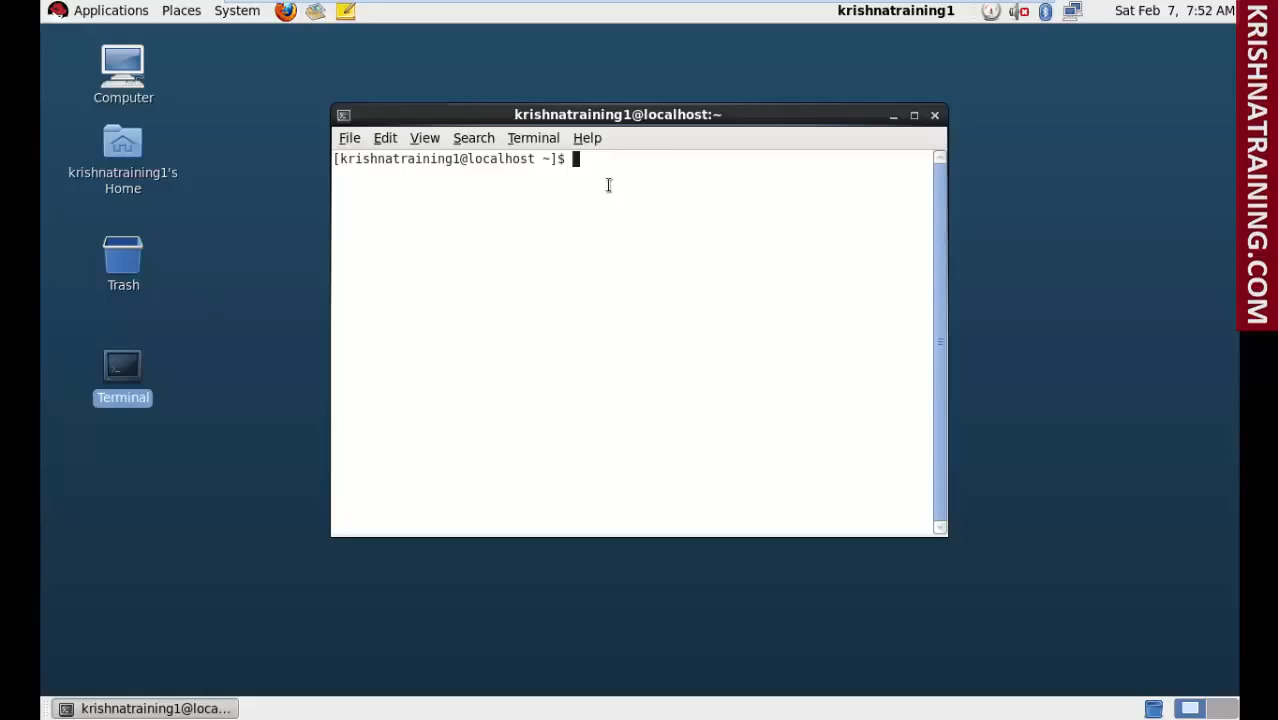 Applications Places System
krishnatraining1
Sat Feb 7, 7:52 AM
KRISHNATRAINING.COM
Computer
krishnatraining1's
Home
Trash
Terminal
krishnatraining1@localhost:~
File Edit View Search Terminal Help
[krishnatraining1@localhost ~]$
krishnatraining1@loca...